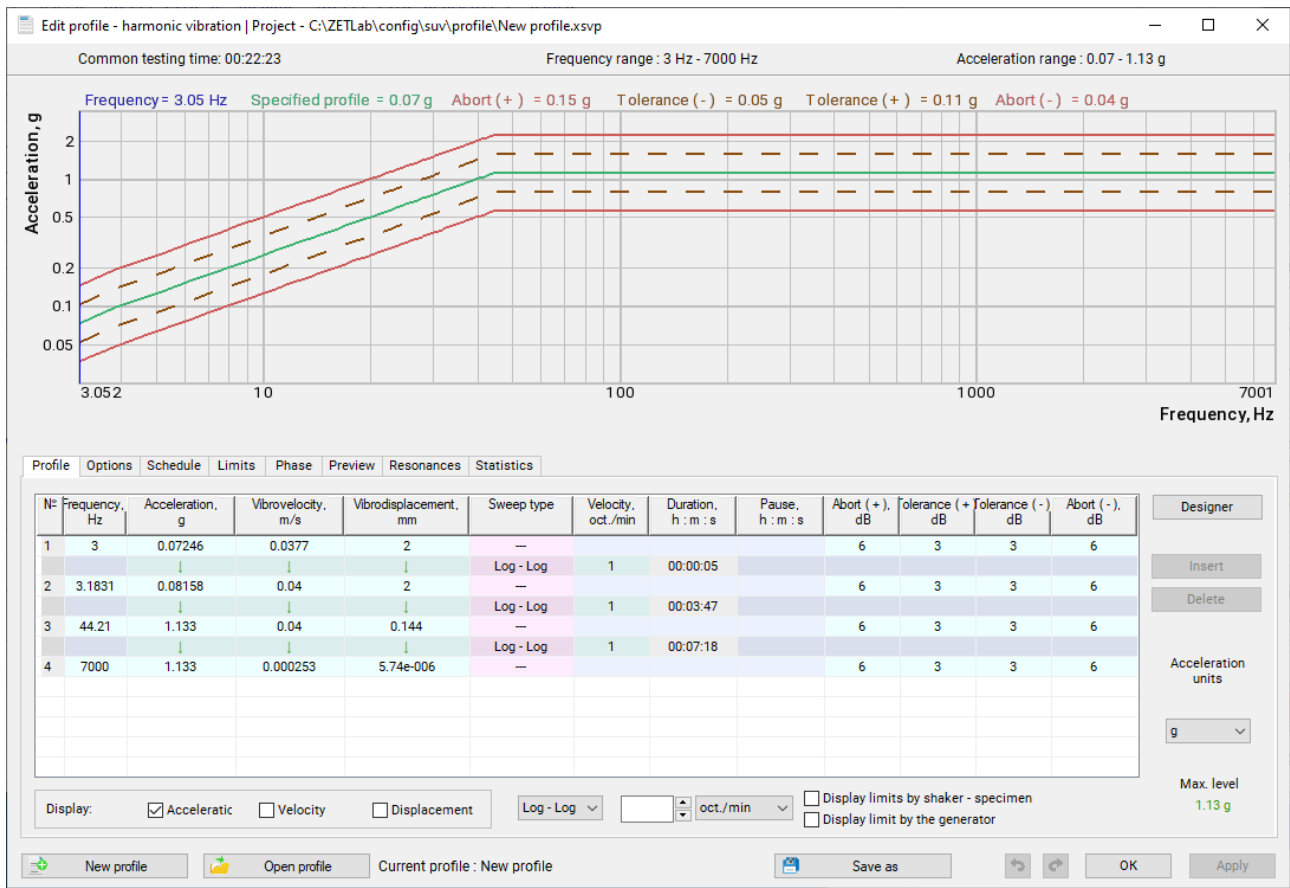 Edit profile - harmonic vibration | Project - C:\ZETLab\config\suv\profile\New profile.xsvp
Common testing time: 00:22:23 Frequency range : 3 Hz - 7000 Hz Acceleration range : 0.07 - 1.13 g
Frequency = 3.05 Hz Specified profile = 0.07 g Abort ( + ) = 0.15 g Tolerance ( - ) = 0.05 g Tolerance ( + ) = 0.11 g Abort ( - ) = 0.04 g
Acceleration, g
2
1
0.5
0.2
0.1
0.05
3.052 10 100 1000 7001
Frequency, Hz
Profile Options Schedule Limits Phase Preview Resonances Statistics
Nº Frequency, Hz Acceleration, g Vibrovelocity, m/s Vibrodisplacement, mm Sweep type Velocity, oct./min Duration, h : m : s Pause, h : m : s Abort ( + ), dB olerance ( + dB Tolerance ( - ) dB Abort ( - ), dB
1 3 0.07246 0.0377 2 --- 6 3 3 6
↓ ↓ ↓ Log - Log 1 00:00:05
2 3.1831 0.08158 0.04 2 --- 6 3 3 6
↓ ↓ ↓ Log - Log 1 00:03:47
3 44.21 1.133 0.04 0.144 --- 6 3 3 6
↓ ↓ ↓ Log - Log 1 00:07:18
4 7000 1.133 0.000253 5.74e-006 --- 6 3 3 6
Designer
Insert
Delete
Acceleration
units
g
Max. level
1.13 g
Display: Acceleratic Velocity Displacement Log - Log oct./min
Display limits by shaker - specimen
Display limit by the generator
New profile Open profile Current profile : New profile Save as OK Apply